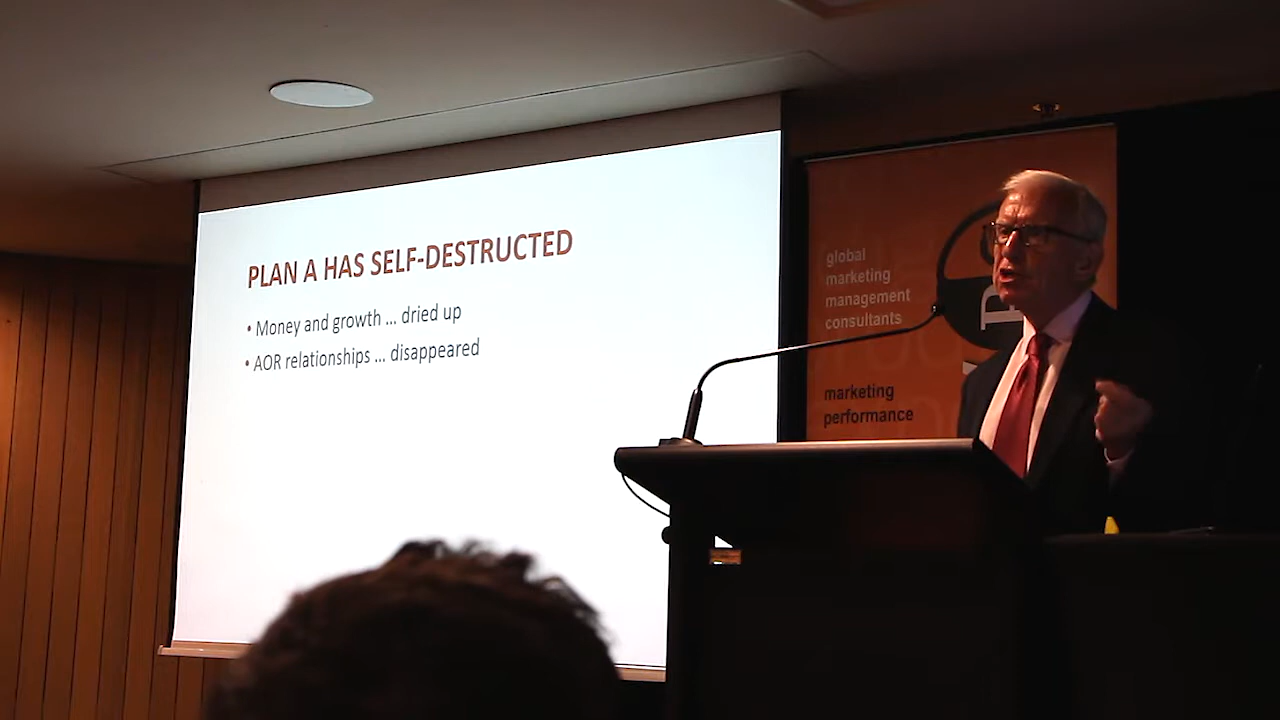 PLAN A HAS SELF-DESTRUCTED
• Money and growth ... dried up
• AOR relationships ... disappeared
global
marketing
management
consultants
marketing
performance